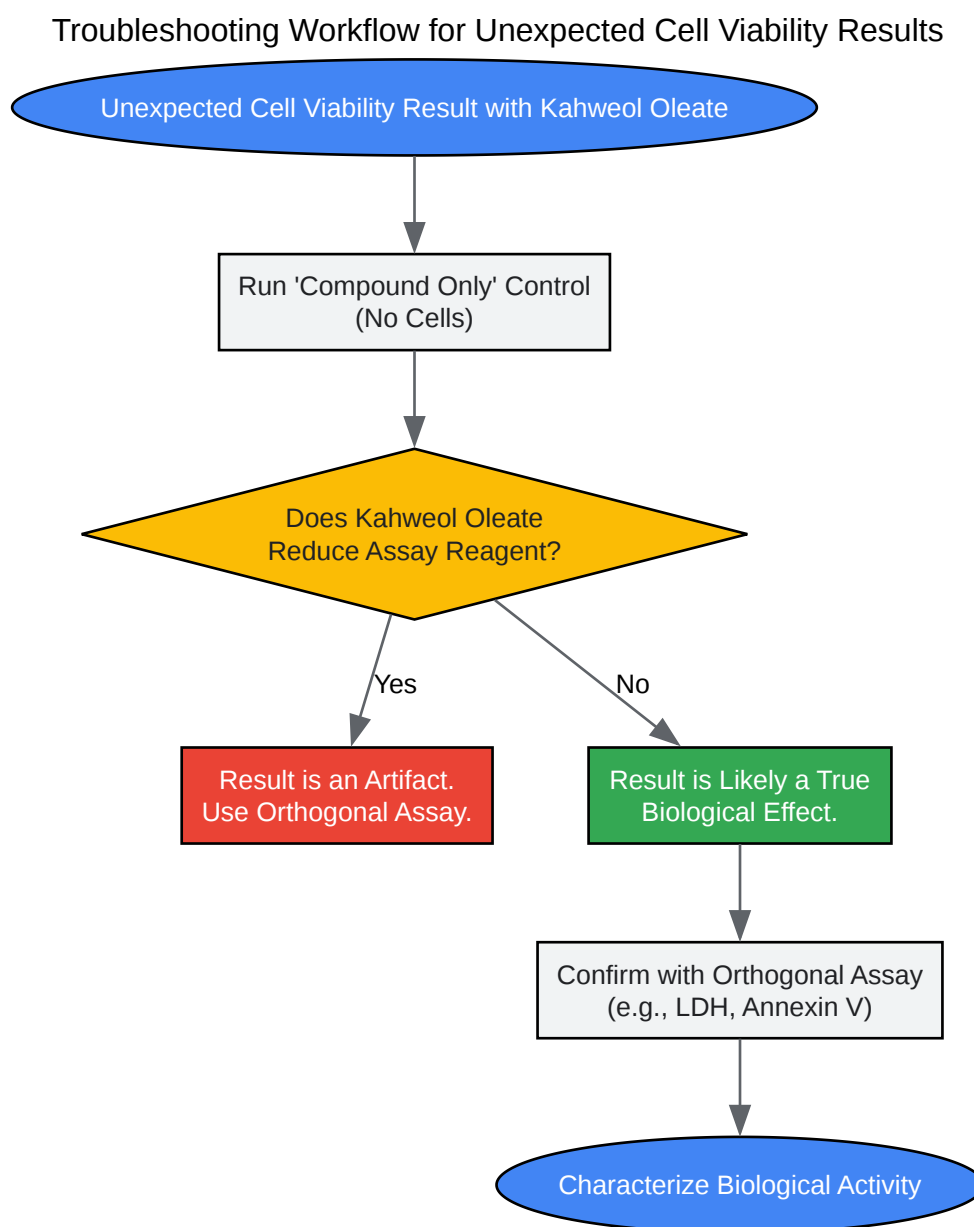 Troubleshooting Workflow for Unexpected Cell Viability Results
Unexpected Cell Viability Result with Kahweol Oleate
Run 'Compound Only' Control
(No Cells)
Does Kahweol Oleate
Reduce Assay Reagent?
Yes
No
Result is an Artifact.
Use Orthogonal Assay.
Result is Likely a True
Biological Effect.
Confirm with Orthogonal Assay
(e.g., LDH, Annexin V)
Characterize Biological Activity